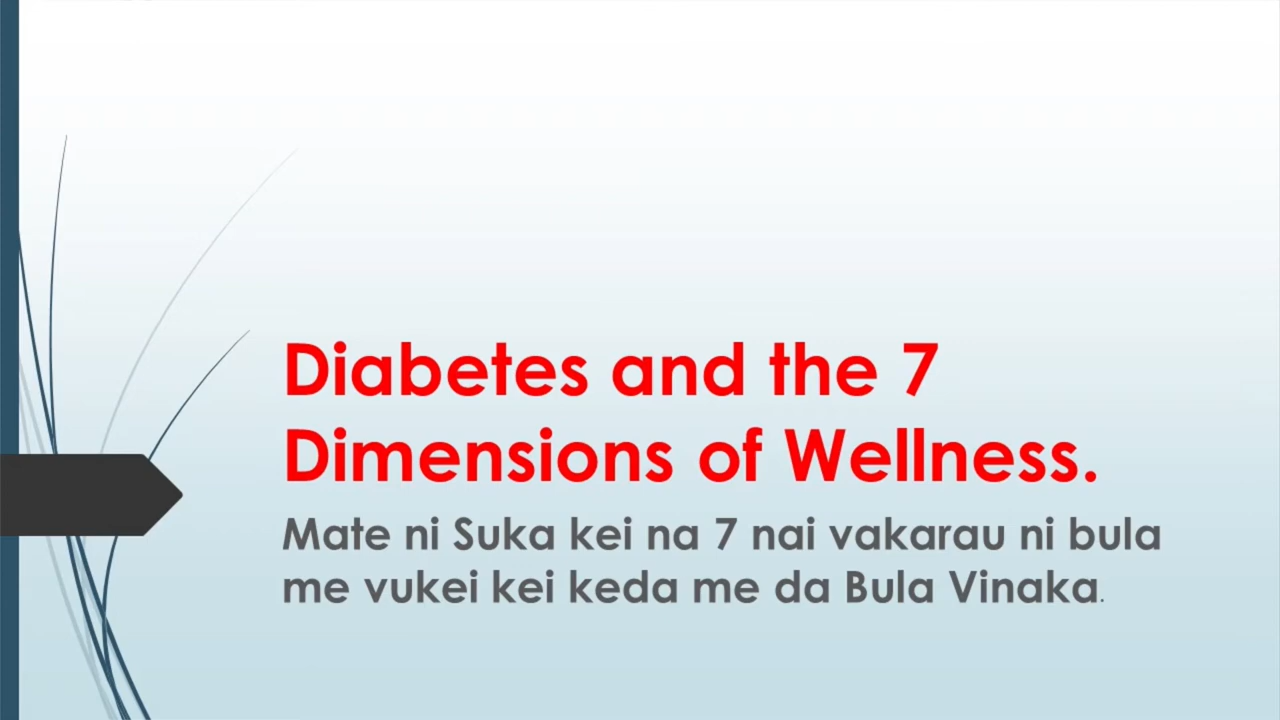 Diabetes and the 7
Dimensions of Wellness.
Mate ni Suka kei na 7 nai vakarau ni bula
me vukei kei keda me da Bula Vinaka.